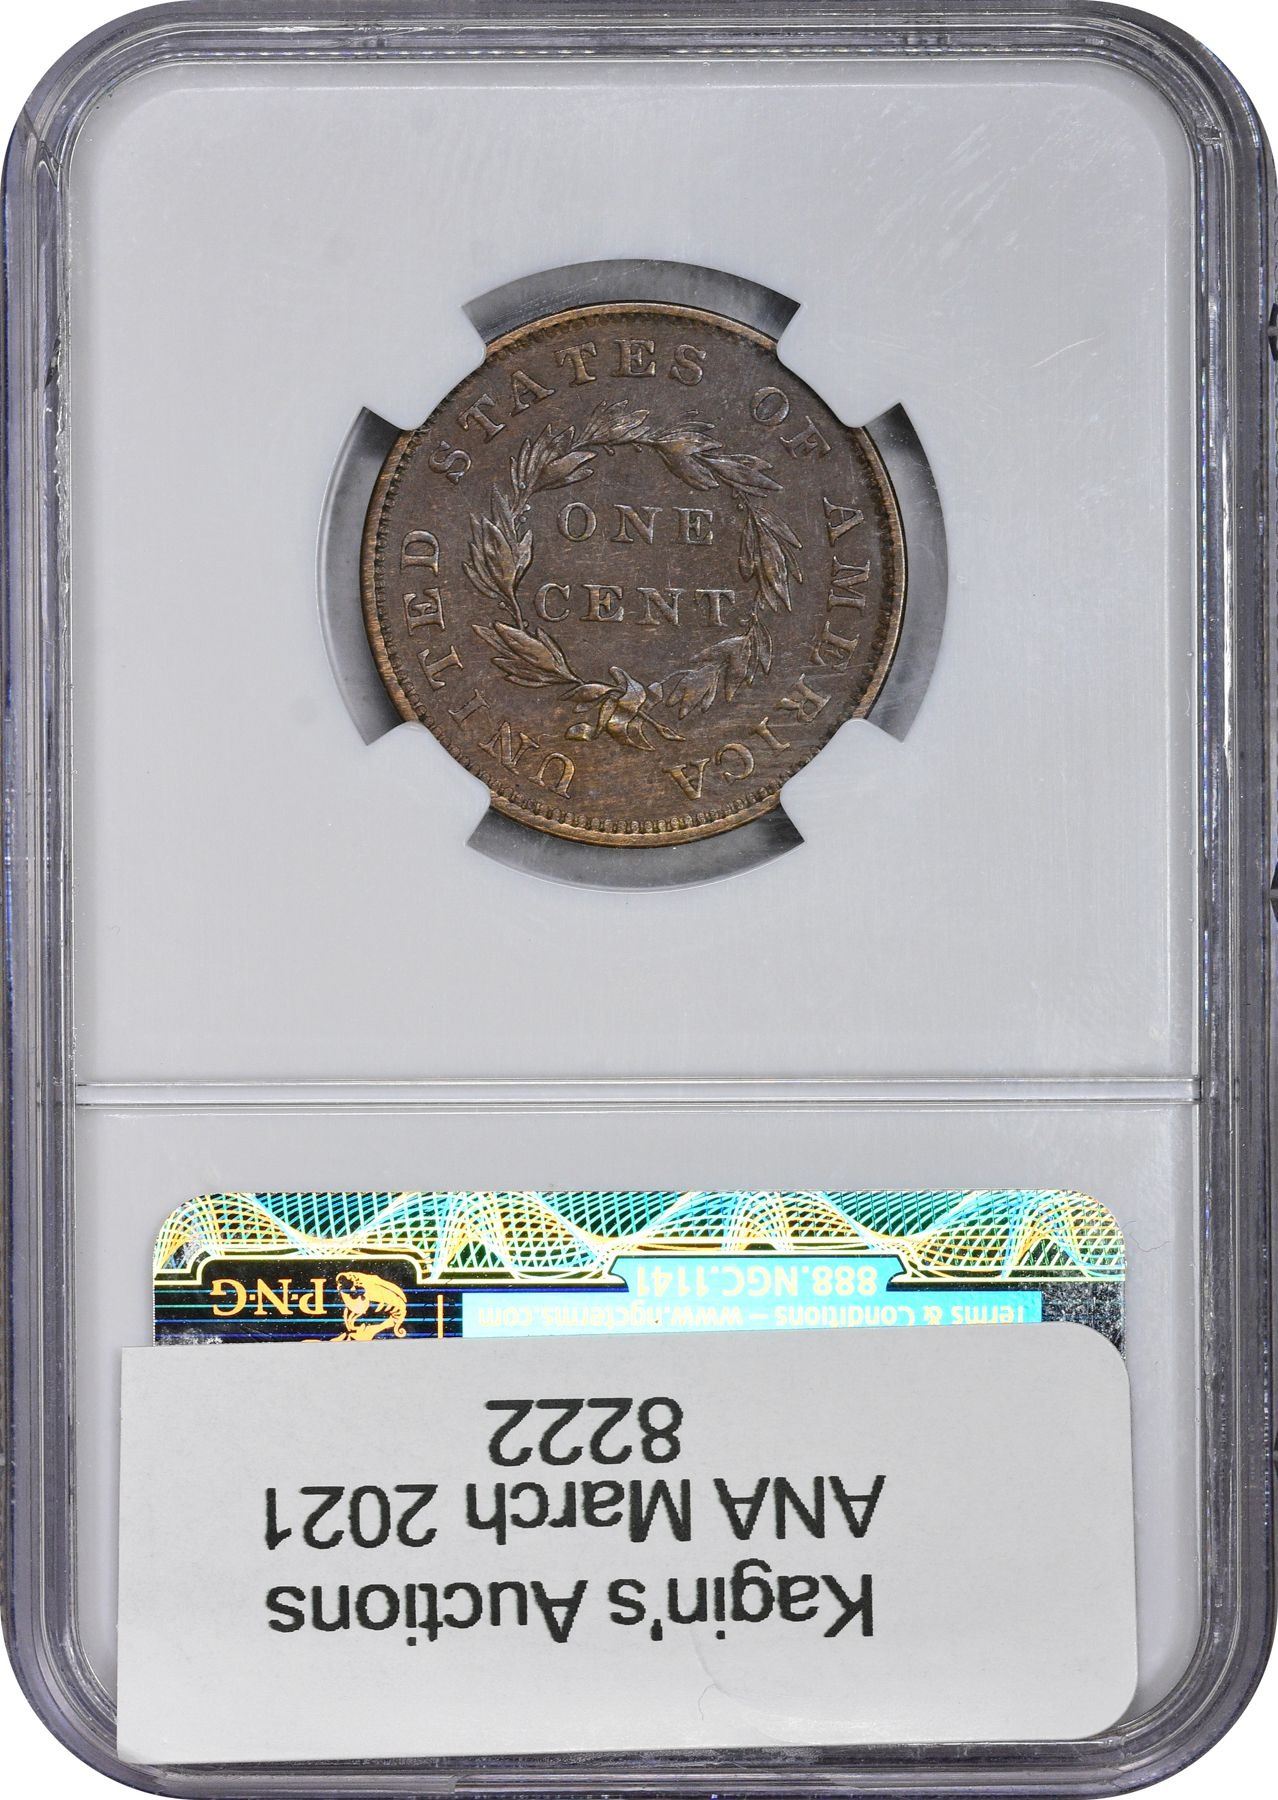 UNITED STATES OF AMERICA
ONE
CENT
Kagin's Auctions
ANA March 2021
8222
Terms & Conditions – www.ngcterms.com
888.NGC.1141
P·N·G